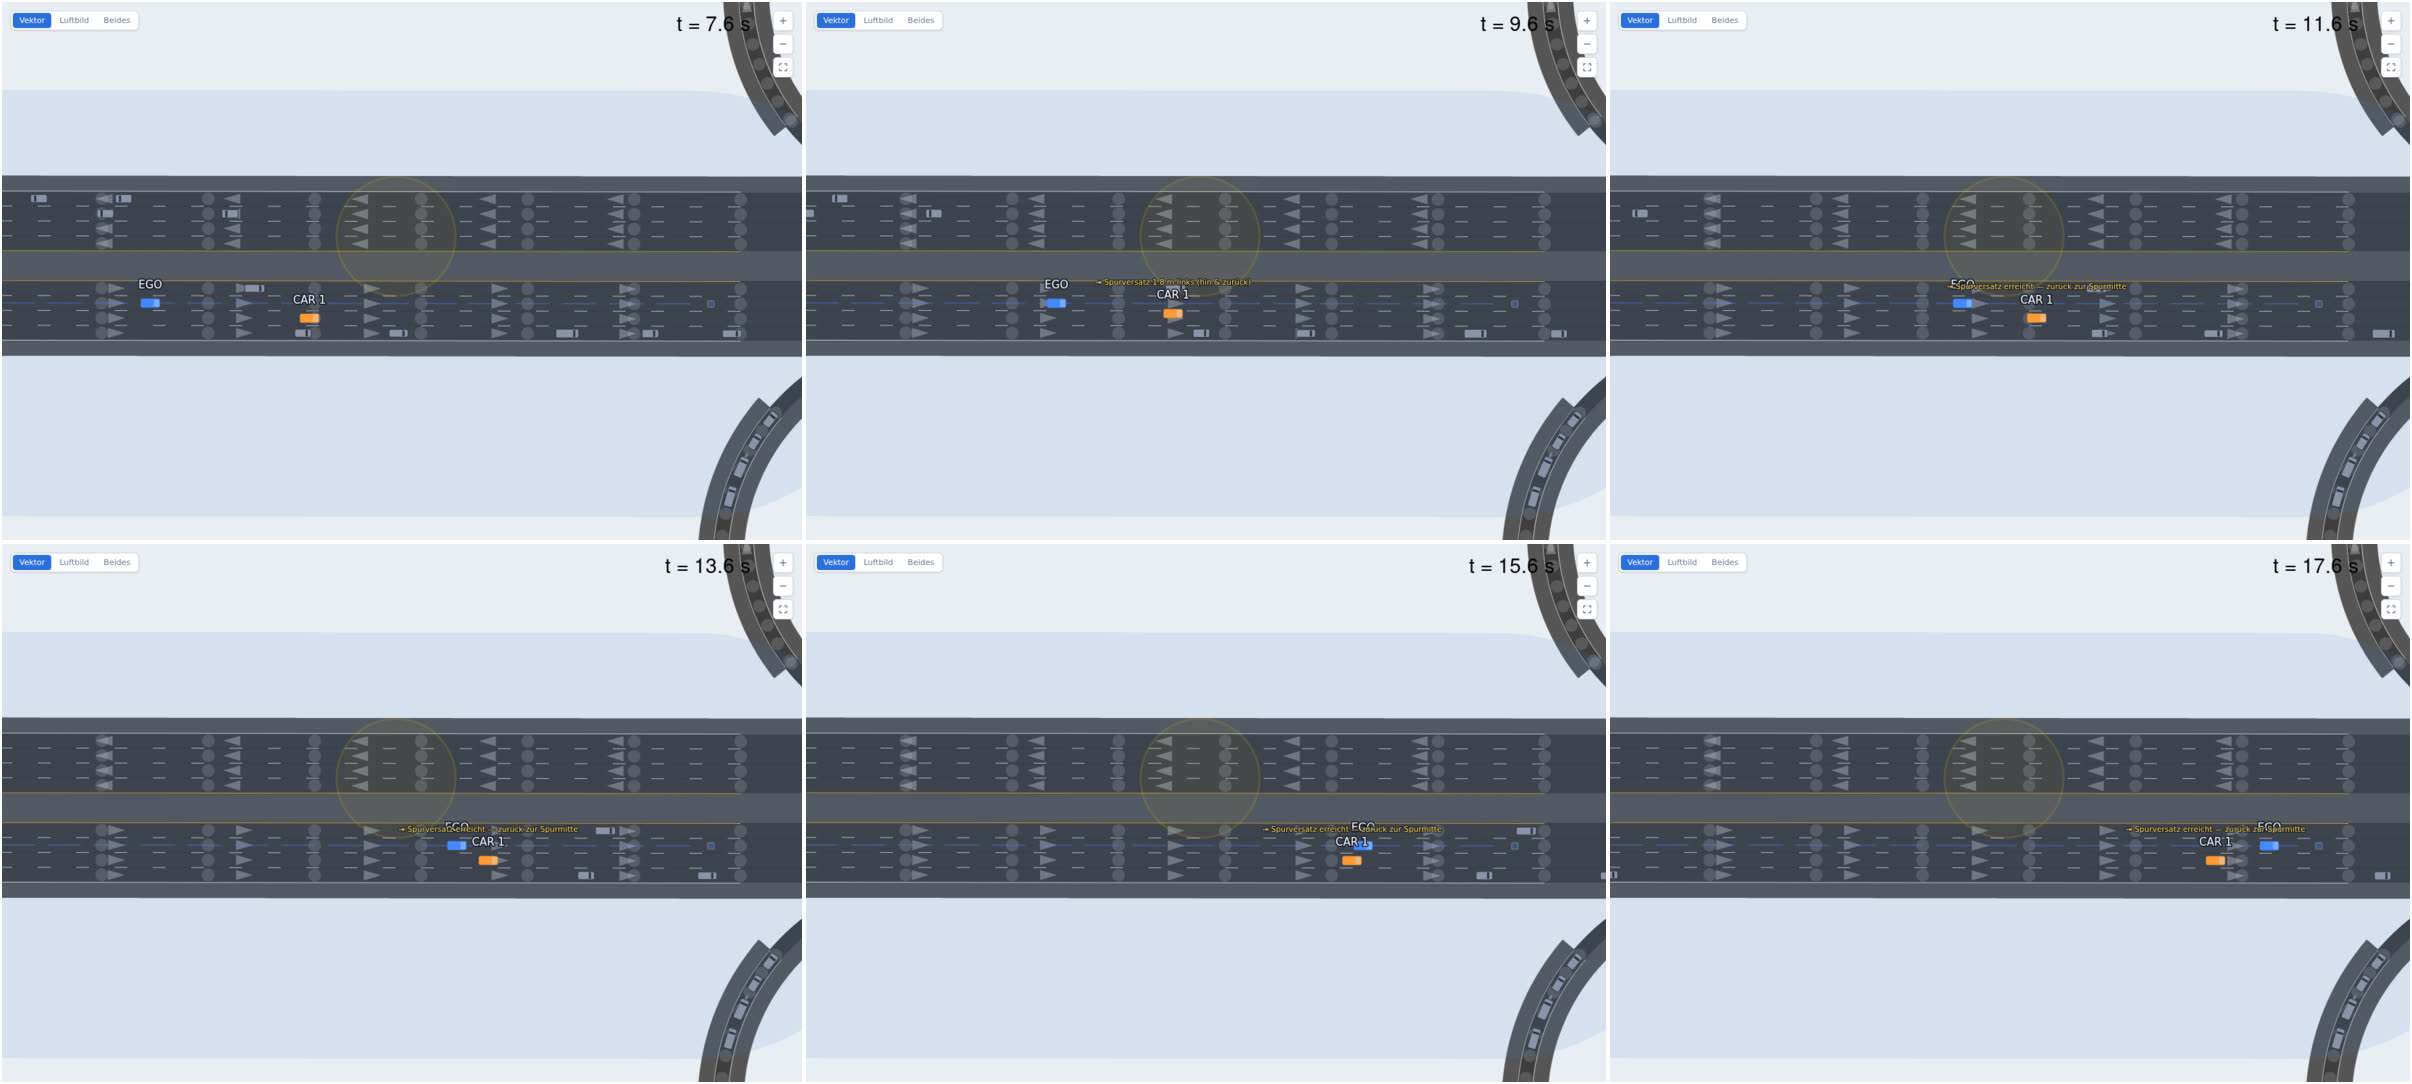 Vektor Luftbild Beides
t = 7.6 s
+
−
EGO
CAR 1
Vektor Luftbild Beides
t = 9.6 s
+
−
EGO
→ Spurversatz 1.8 m links (hin & zurück)
CAR 1
Vektor Luftbild Beides
t = 11.6 s
+
−
EGO
→ Spurversatz erreicht — zurück zur Spurmitte
CAR 1
Vektor Luftbild Beides
t = 13.6 s
+
−
EGO
→ Spurversatz erreicht — zurück zur Spurmitte
CAR 1
Vektor Luftbild Beides
t = 15.6 s
+
−
EGO
→ Spurversatz erreicht — zurück zur Spurmitte
CAR 1
Vektor Luftbild Beides
t = 17.6 s
+
−
EGO
→ Spurversatz erreicht — zurück zur Spurmitte
CAR 1